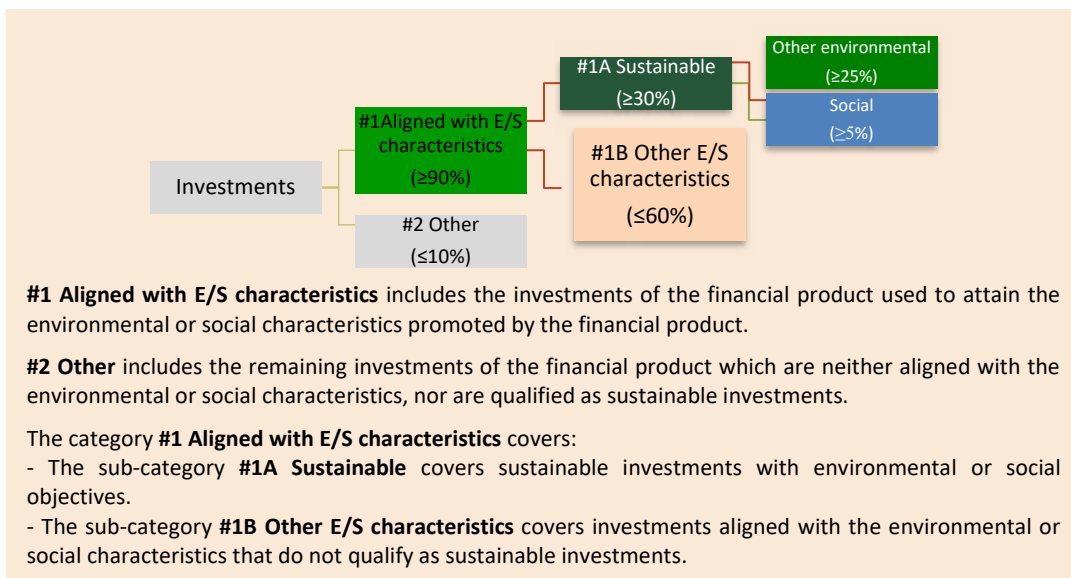 Other environmental
(≥25%)
#1A Sustainable
(≥30%)
Social
(≥5%)
#1Aligned with E/S
characteristics
(≥90%)
#1B Other E/S
characteristics
(≤60%)
Investments
#2 Other
(≤10%)
#1 Aligned with E/S characteristics includes the investments of the financial product used to attain the
environmental or social characteristics promoted by the financial product.
#2 Other includes the remaining investments of the financial product which are neither aligned with the
environmental or social characteristics, nor are qualified as sustainable investments.
The category #1 Aligned with E/S characteristics covers:
- The sub-category #1A Sustainable covers sustainable investments with environmental or social
objectives.
- The sub-category #1B Other E/S characteristics covers investments aligned with the environmental or
social characteristics that do not qualify as sustainable investments.